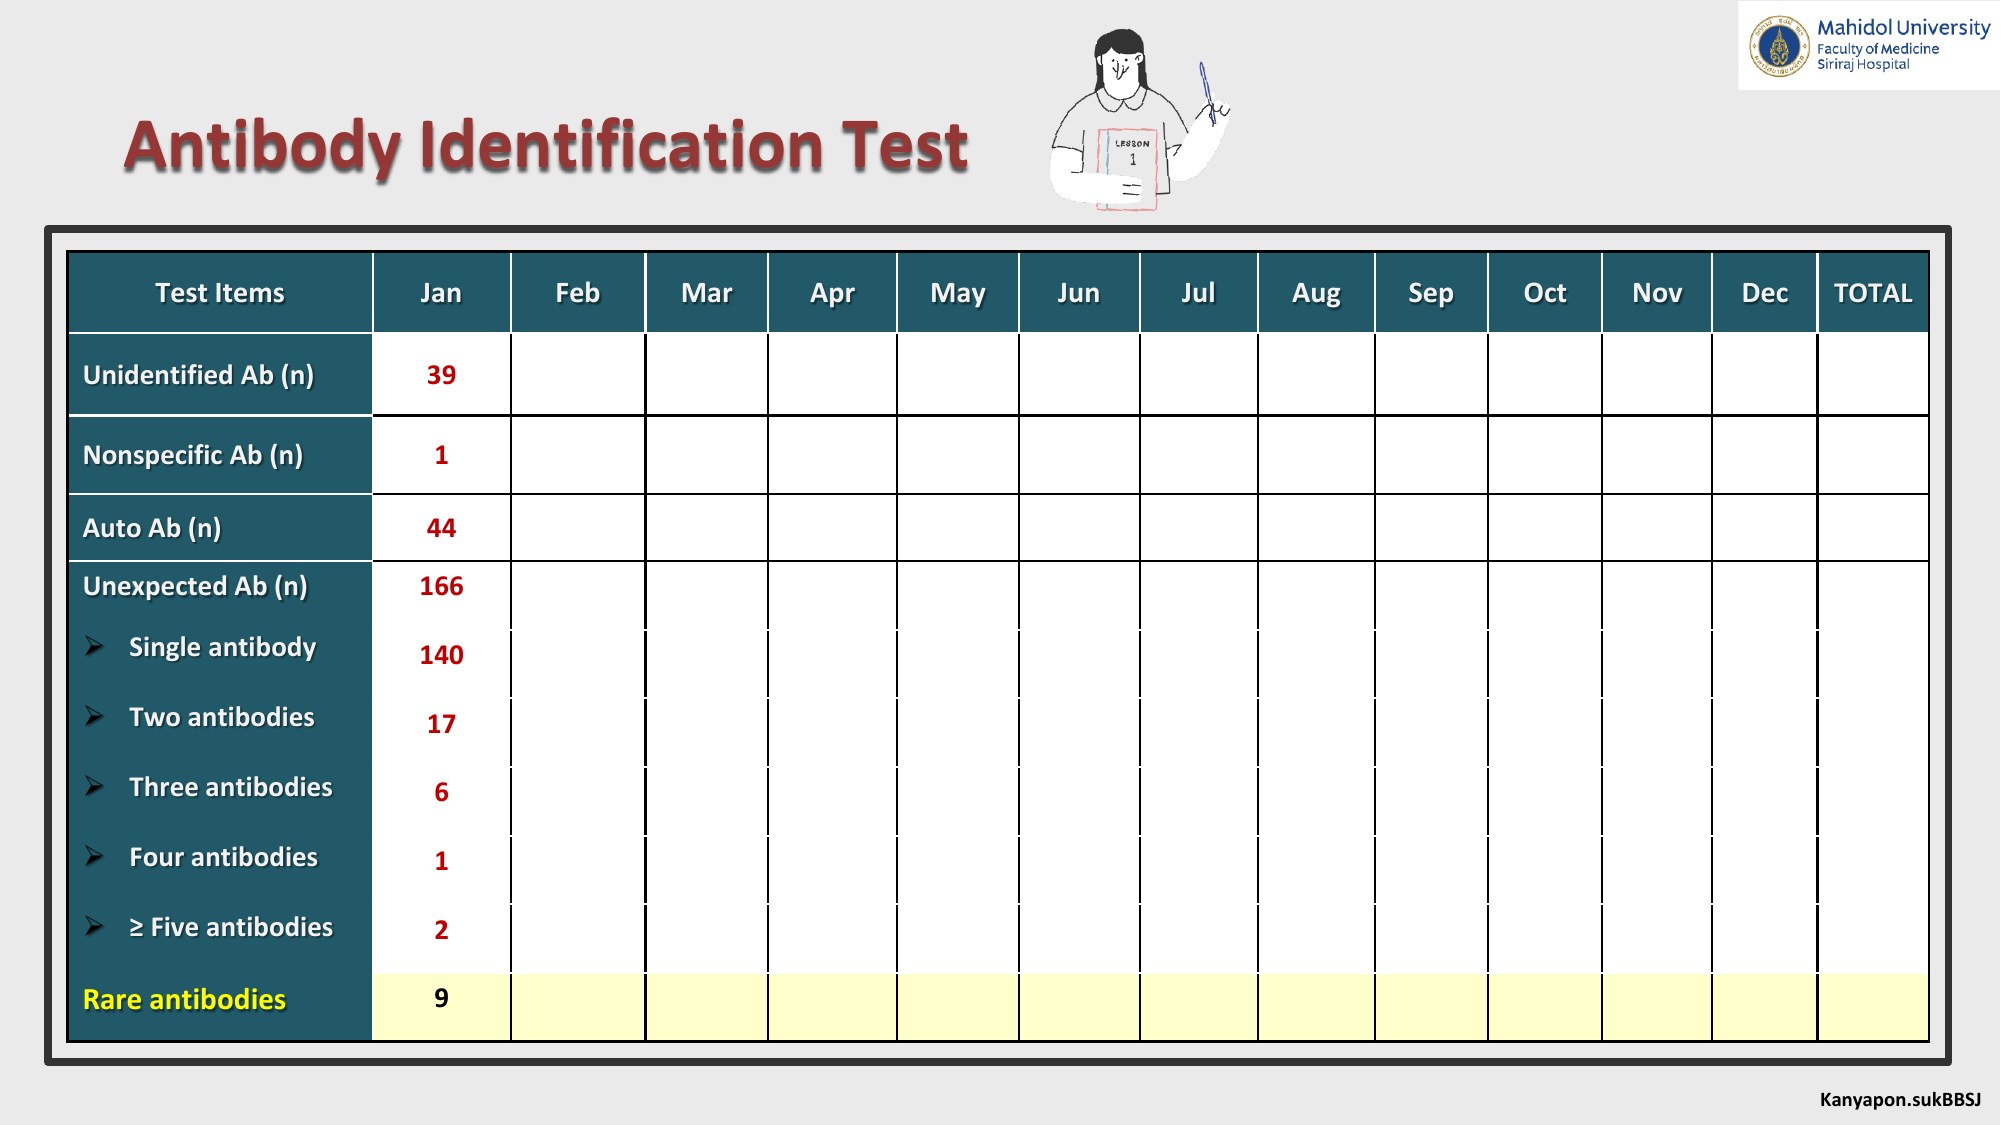 Mahidol University
Faculty of Medicine
Siriraj Hospital
Antibody Identification Test
LESSON
1
Test Items Jan Feb Mar Apr May Jun Jul Aug Sep Oct Nov Dec TOTAL
Unidentified Ab (n) 39
Nonspecific Ab (n) 1
Auto Ab (n) 44
Unexpected Ab (n) 166
➢ Single antibody 140
➢ Two antibodies 17
➢ Three antibodies 6
➢ Four antibodies 1
➢ ≥ Five antibodies 2
Rare antibodies 9
Kanyapon.sukBBSJ